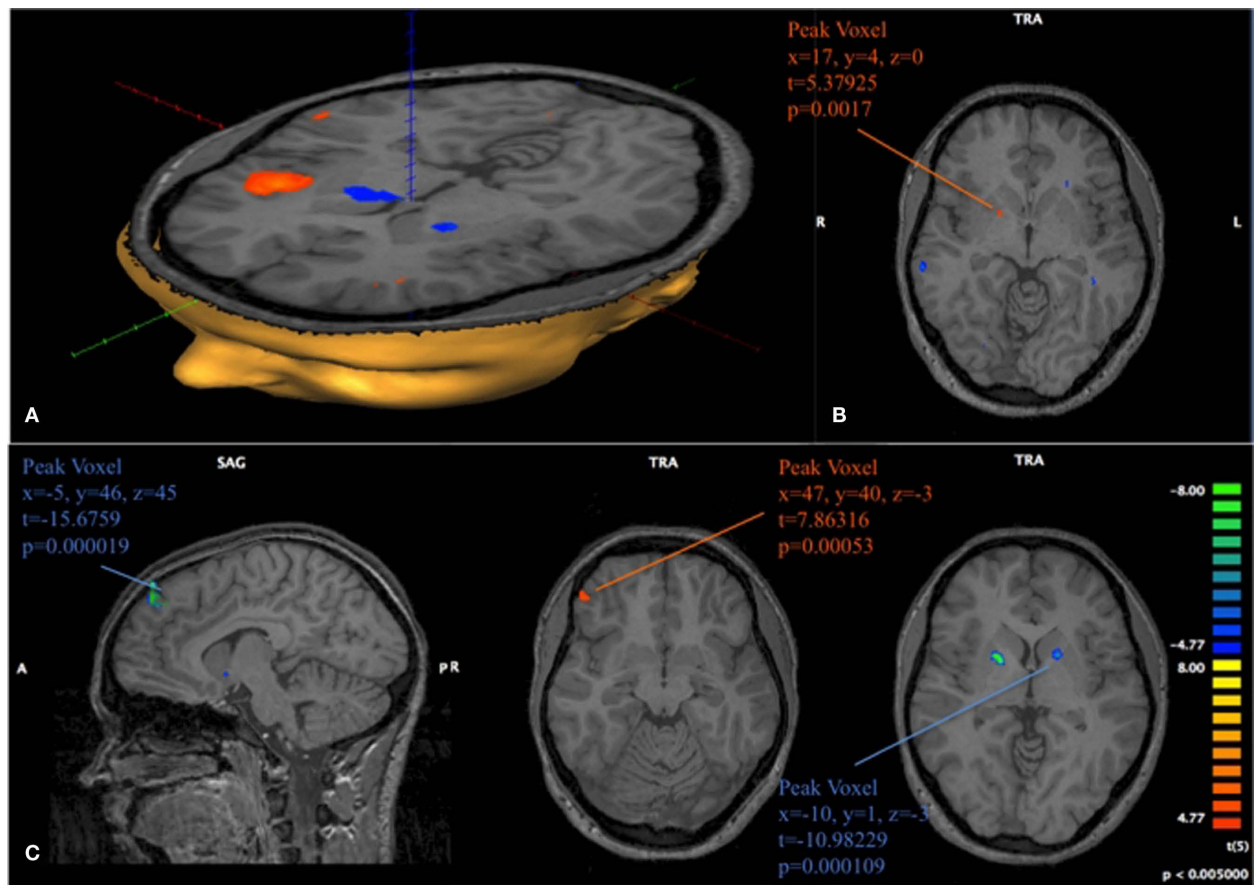 Peak Voxel
x=17, y=4, z=0
t=5.37925
p=0.0017
TRA
R
L
A
B
Peak Voxel
x=-5, y=46, z=45
t=-15.6759
p=0.000019
SAG
A
P R
TRA
Peak Voxel
x=47, y=40, z=-3
t=7.86316
p=0.00053
TRA
Peak Voxel
x=-10, y=1, z=-3
t=-10.98229
p=0.000109
-8.00
-4.77
8.00
4.77
t(5)
p < 0.005000
C